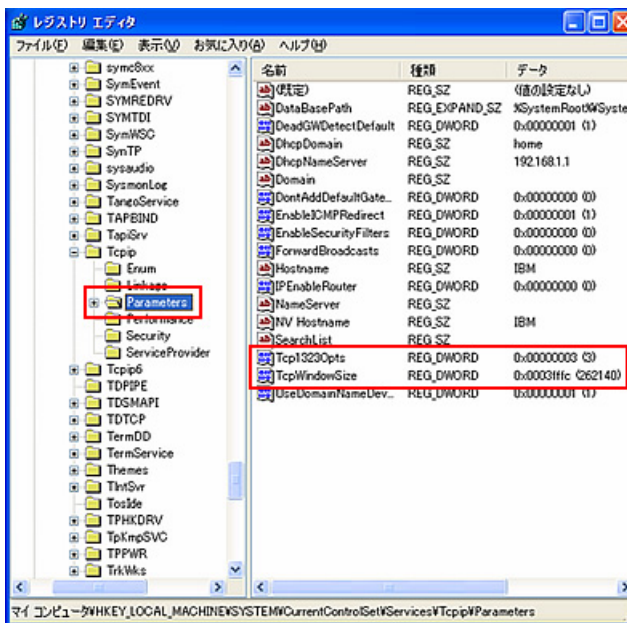 レジストリ エディタ
ファイル(F) 編集(E) 表示(V) お気に入り(A) ヘルプ(H)
symc8xx
SymEvent
SYMREDRV
SYMTDI
SymWSC
SynTP
sysaudio
SysmonLog
TangoService
TAPBIND
TapiSrv
Tcpip
Enum
Linkage
Parameters
Performance
Security
ServiceProvider
Tcpip6
TDPIPE
TDSMAPI
TDTCP
TermDD
TermService
Themes
TlntSvr
TosIde
TPHKDRV
TpKmpSVC
TPPWR
TrkWks
名前 種類 データ
(既定) REG_SZ (値の設定なし)
DataBasePath REG_EXPAND_SZ %SystemRoot%¥Syste
DeadGWDetectDefault REG_DWORD 0x00000001 (1)
DhcpDomain REG_SZ home
DhcpNameServer REG_SZ 192.168.1.1
Domain REG_SZ
DontAddDefaultGate... REG_DWORD 0x00000000 (0)
EnableICMPRedirect REG_DWORD 0x00000001 (1)
EnableSecurityFilters REG_DWORD 0x00000000 (0)
ForwardBroadcasts REG_DWORD 0x00000000 (0)
Hostname REG_SZ IBM
IPEnableRouter REG_DWORD 0x00000000 (0)
NameServer REG_SZ
NV Hostname REG_SZ IBM
SearchList REG_SZ
Tcp1323Opts REG_DWORD 0x00000003 (3)
TcpWindowSize REG_DWORD 0x0003fffc (262140)
UseDomainNameDev... REG_DWORD 0x00000001 (1)
マイ コンピュータ¥HKEY_LOCAL_MACHINE¥SYSTEM¥CurrentControlSet¥Services¥Tcpip¥Parameters